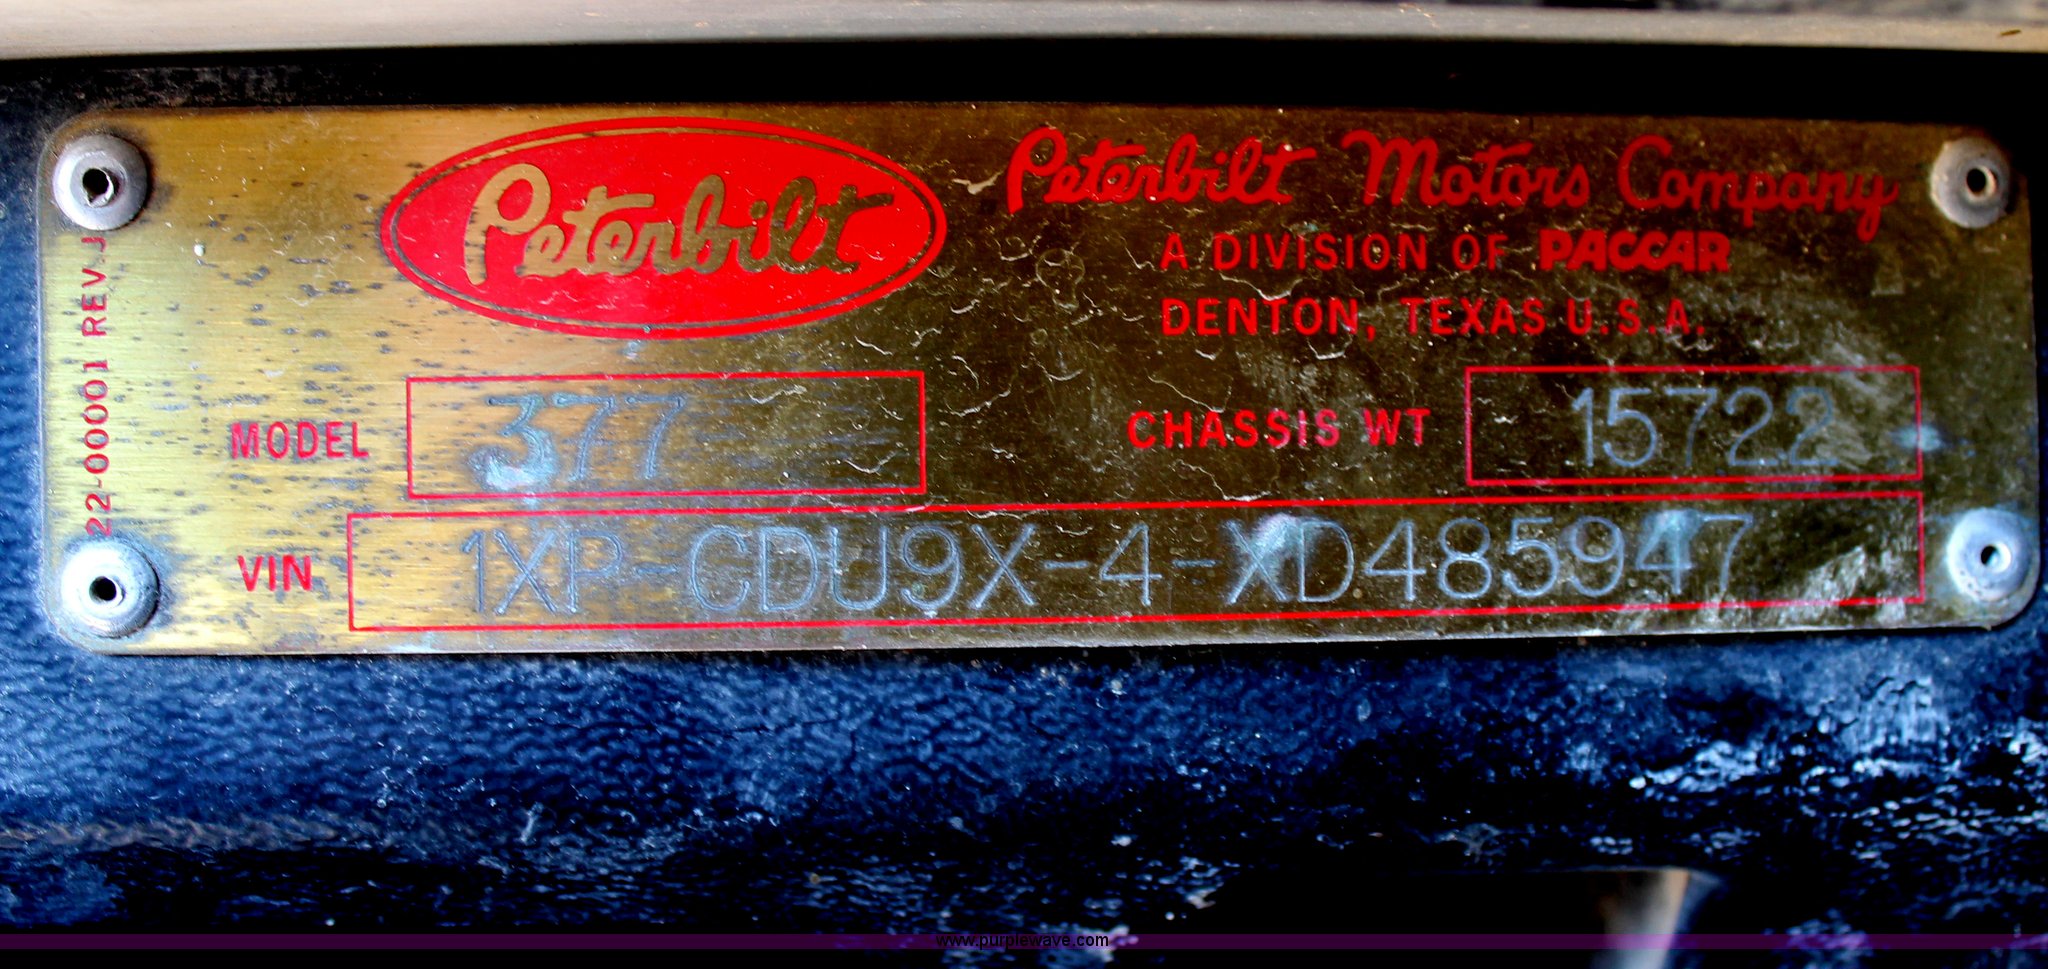 Peterbilt
Peterbilt Motors Company
A DIVISION OF PACCAR
DENTON, TEXAS U.S.A.
22-00001 REV. J
MODEL 377
CHASSIS WT 15722
VIN 1XP-CDU9X-4-XD485947
www.purplewave.com